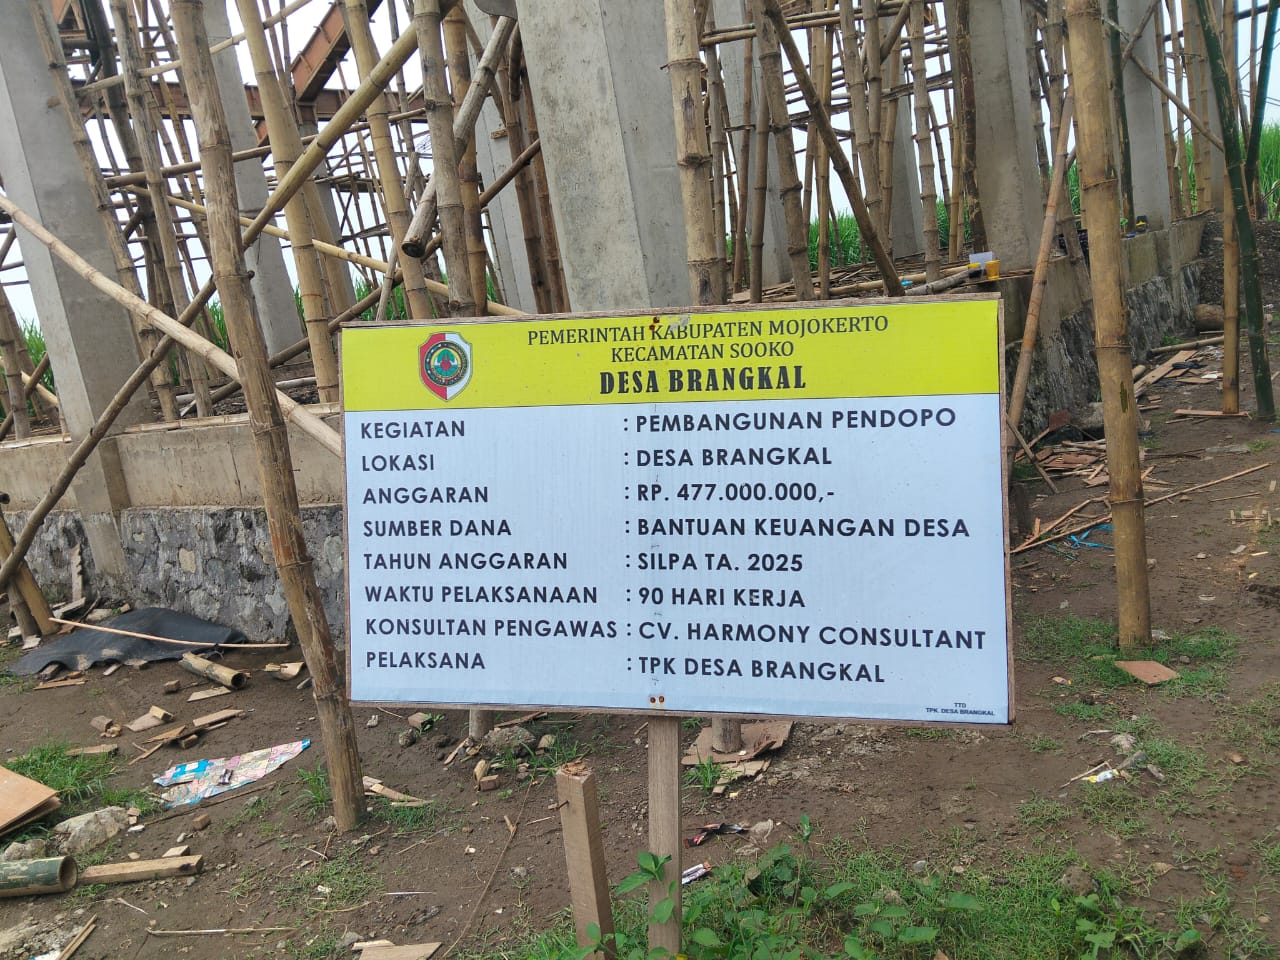 PEMERINTAH KABUPATEN MOJOKERTO
KECAMATAN SOOKO
DESA BRANGKAL
KEGIATAN : PEMBANGUNAN PENDOPO
LOKASI : DESA BRANGKAL
ANGGARAN : RP. 477.000.000,-
SUMBER DANA : BANTUAN KEUANGAN DESA
TAHUN ANGGARAN : SILPA TA. 2025
WAKTU PELAKSANAAN : 90 HARI KERJA
KONSULTAN PENGAWAS : CV. HARMONY CONSULTANT
PELAKSANA : TPK DESA BRANGKAL
TTD
TPK. DESA BRANGKAL